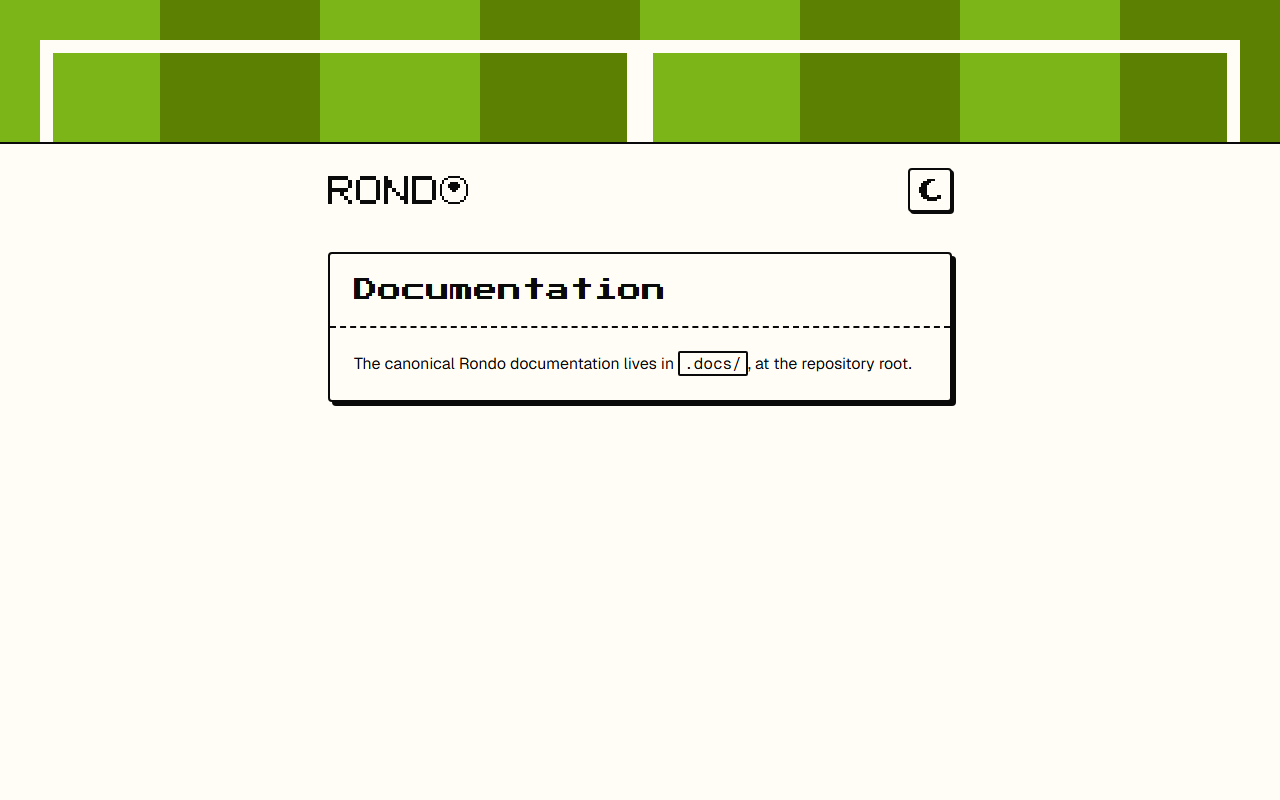 RONDO
Documentation
The canonical Rondo documentation lives in .docs/, at the repository root.